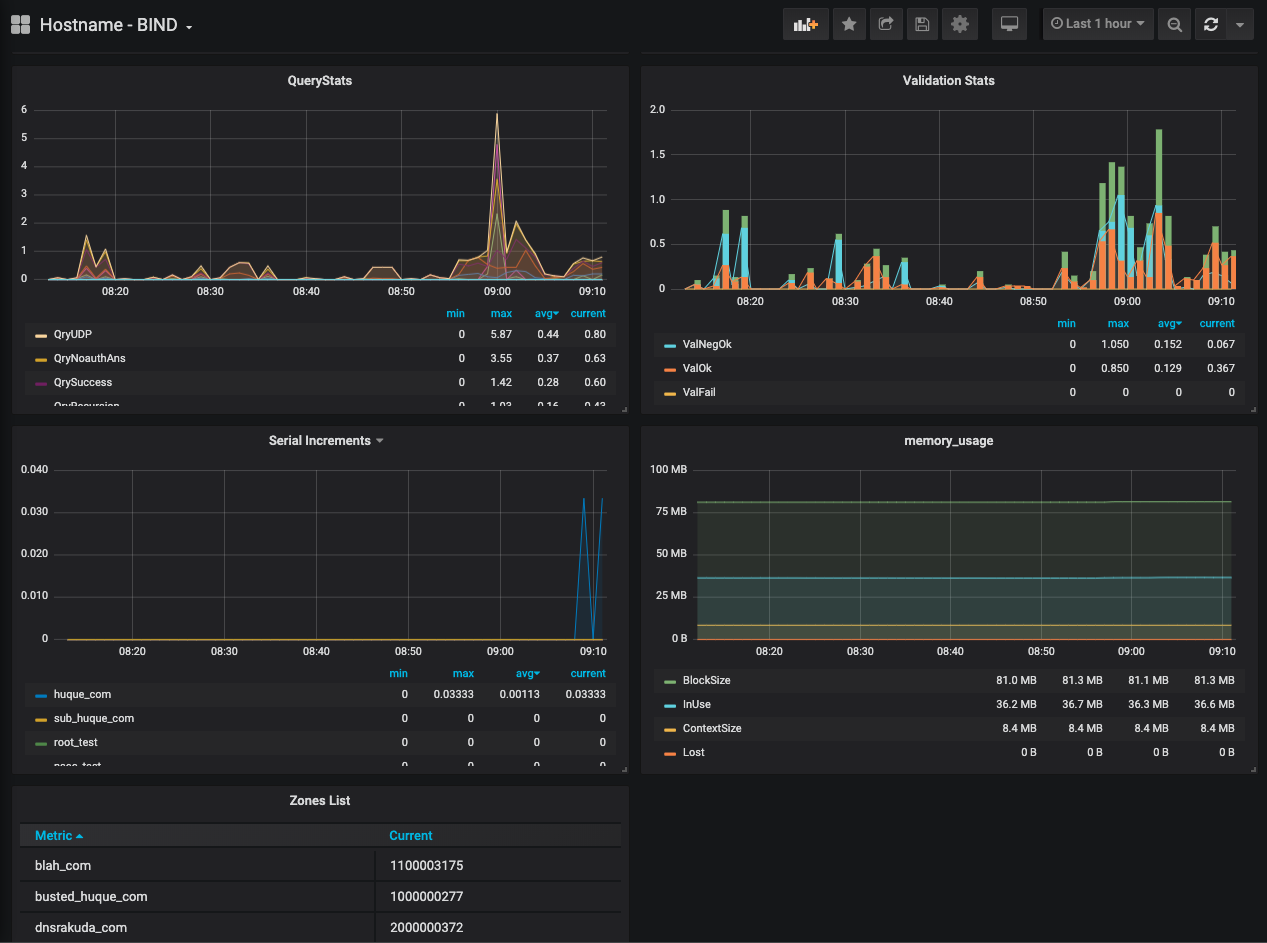 Hostname - BIND
Last 1 hour
QueryStats
6
5
4
3
2
1
0
08:20 08:30 08:40 08:50 09:00 09:10
min max avg current
QryUDP 0 5.87 0.44 0.80
QryNoauthAns 0 3.55 0.37 0.63
QrySuccess 0 1.42 0.28 0.60
QryRecursion 0 1.03 0.16 0.43
Validation Stats
2.0
1.5
1.0
0.5
0
08:20 08:30 08:40 08:50 09:00 09:10
min max avg current
ValNegOk 0 1.050 0.152 0.067
ValOk 0 0.850 0.129 0.367
ValFail 0 0 0 0
Serial Increments
0.040
0.030
0.020
0.010
0
08:20 08:30 08:40 08:50 09:00 09:10
min max avg current
huque_com 0 0.03333 0.00113 0.03333
sub_huque_com 0 0 0 0
root_test 0 0 0 0
0 0 0 0
memory_usage
100 MB
75 MB
50 MB
25 MB
0 B
08:20 08:30 08:40 08:50 09:00 09:10
BlockSize 81.0 MB 81.3 MB 81.1 MB 81.3 MB
InUse 36.2 MB 36.7 MB 36.3 MB 36.6 MB
ContextSize 8.4 MB 8.4 MB 8.4 MB 8.4 MB
Lost 0 B 0 B 0 B 0 B
Zones List
Metric Current
blah_com 1100003175
busted_huque_com 1000000277
dnsrakuda_com 2000000372